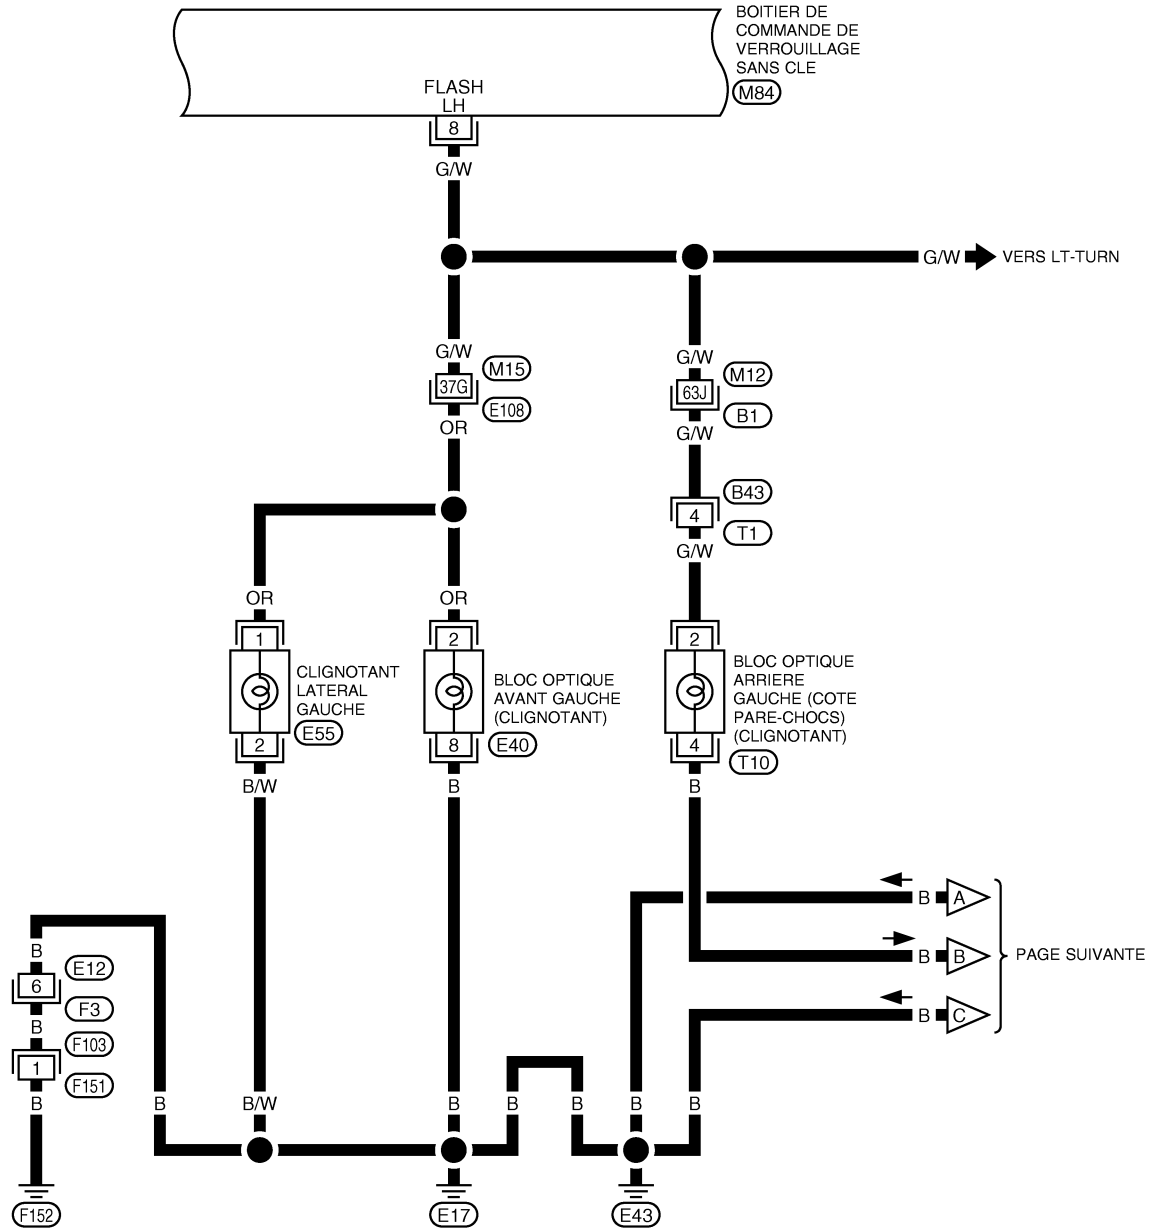 BOITIER DE
COMMANDE DE
VERROUILLAGE
SANS CLE
M84
FLASH
LH
8
G/W
G/W
VERS LT-TURN
G/W
M15
37G
E108
OR
G/W
M12
63J
B1
G/W
B43
4
T1
G/W
OR
OR
1
2
2
CLIGNOTANT
LATERAL
GAUCHE
E55
BLOC OPTIQUE
AVANT GAUCHE
(CLIGNOTANT)
E40
BLOC OPTIQUE
ARRIERE
GAUCHE (COTE
PARE-CHOCS)
(CLIGNOTANT)
T10
2
8
4
B/W
B
B
B
A
B
B
B
C
PAGE SUIVANTE
B
E12
6
F3
B
F103
1
F151
B
B
B/W
B
B
B
B
B
F152
E17
E43